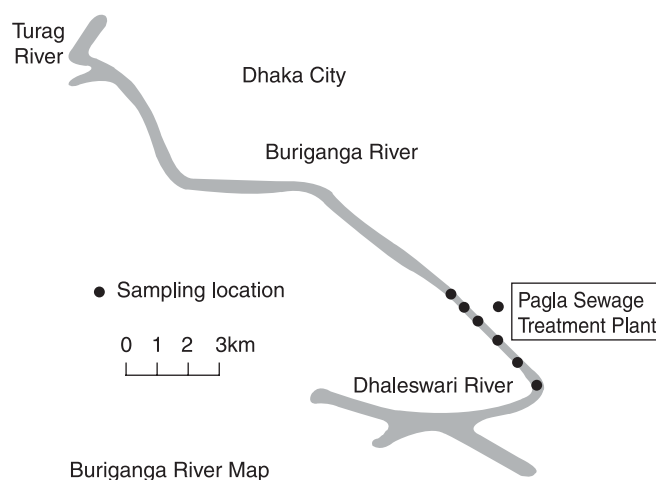 Turag
River
Dhaka City
Buriganga River
Sampling location
Pagla Sewage
Treatment Plant
0 1 2 3km
Dhaleswari River
Buriganga River Map